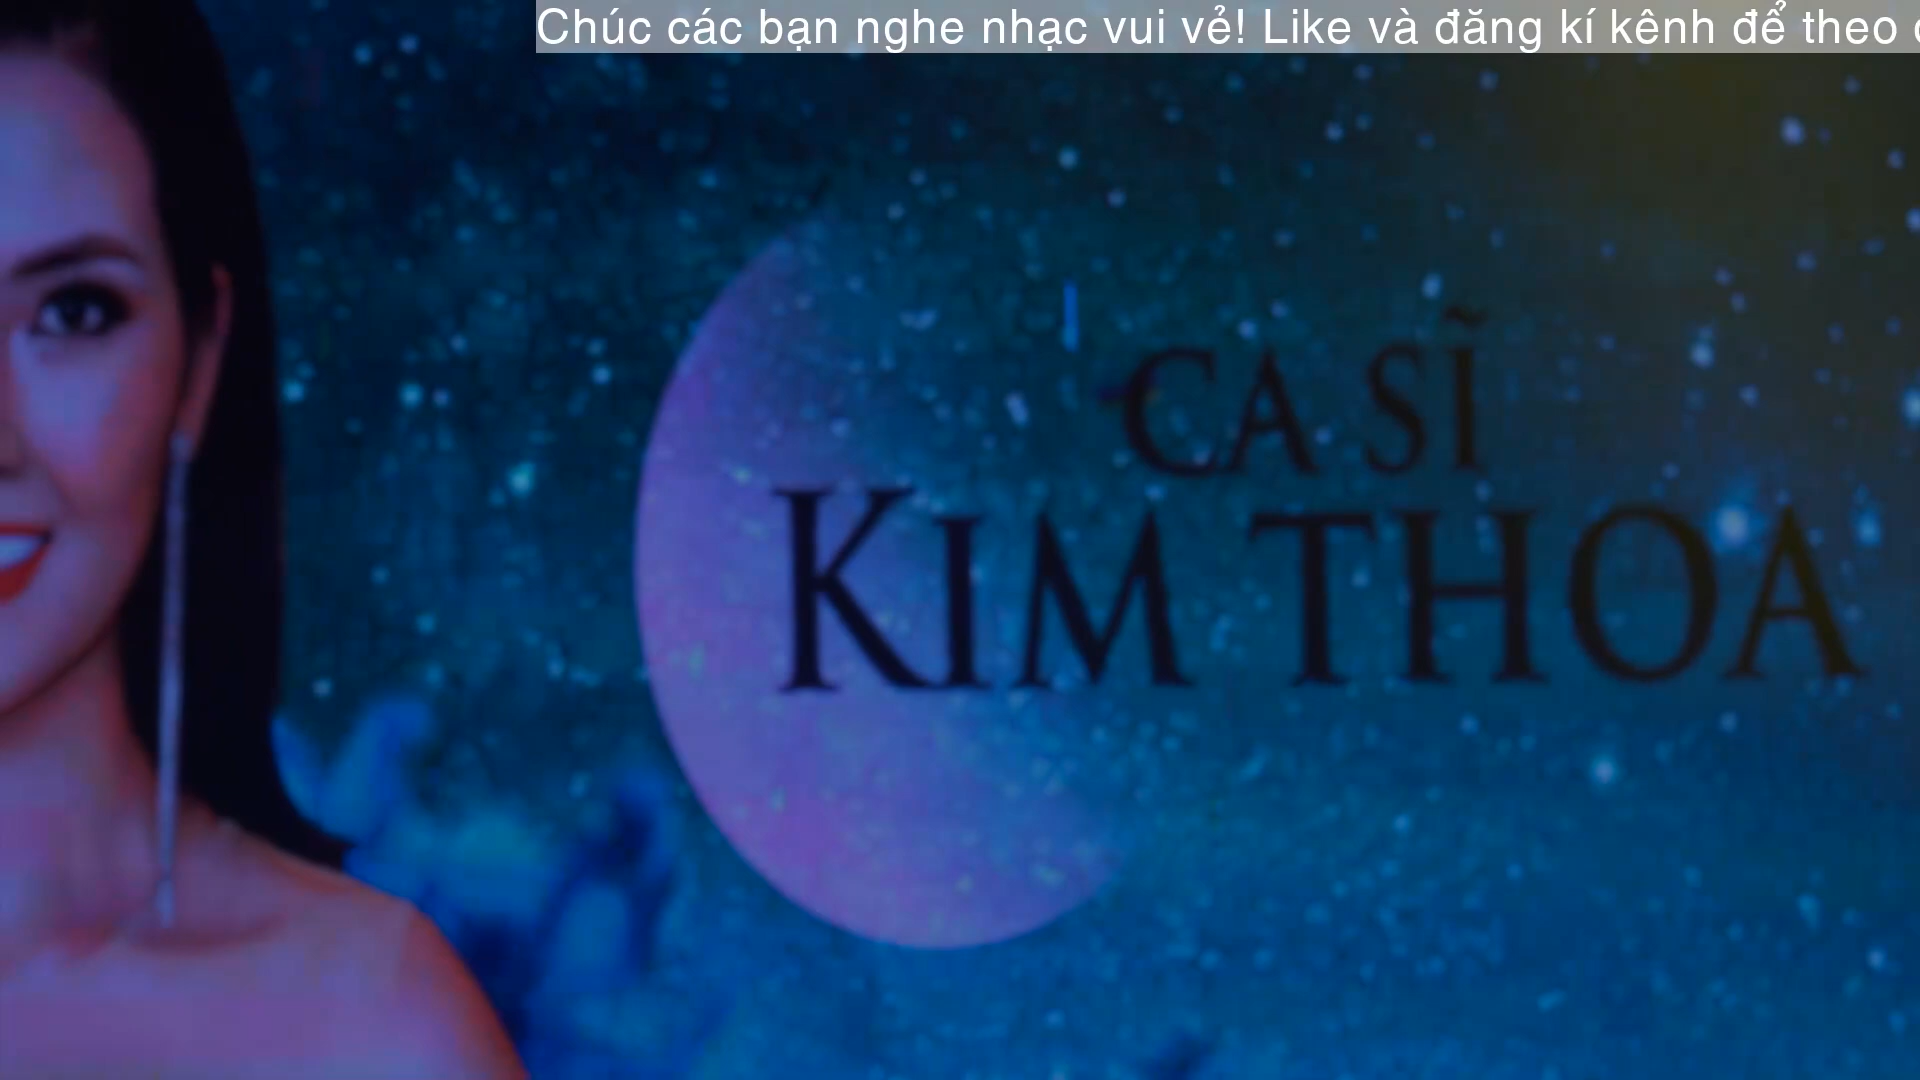 Chúc các bạn nghe nhạc vui vẻ! Like và đăng kí kênh để theo
CA SĨ
KIM THOA